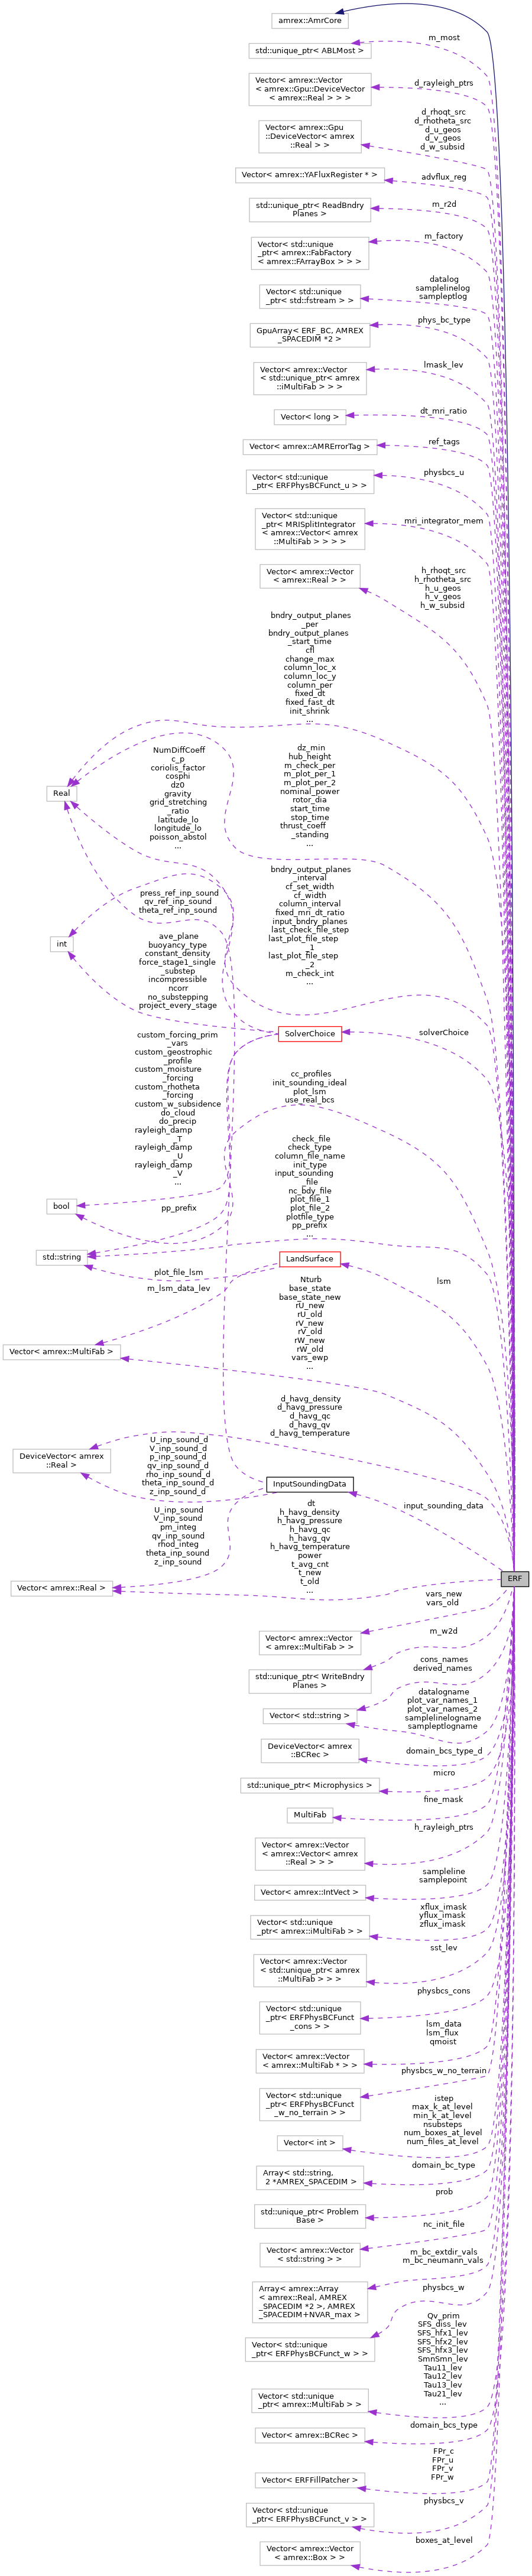 amrex::AmrCore
m_most
std::unique_ptr< ABLMost >
d_rayleigh_ptrs
Vector< amrex::Vector
< amrex::Gpu::DeviceVector
< amrex::Real > > >
d_rhoqt_src
d_rhotheta_src
d_u_geos
d_v_geos
d_w_subsid
Vector< amrex::Gpu
::DeviceVector< amrex
::Real > >
advflux_reg
Vector< amrex::YAFluxRegister * >
m_r2d
std::unique_ptr< ReadBndry
Planes >
m_factory
Vector< std::unique
_ptr< amrex::FabFactory
< amrex::FArrayBox > > >
datalog
samplelinelog
sampleptlog
Vector< std::unique
_ptr< std::fstream > >
phys_bc_type
GpuArray< ERF_BC, AMREX
_SPACEDIM *2 >
lmask_lev
Vector< amrex::Vector
< std::unique_ptr< amrex
::iMultiFab > > >
dt_mri_ratio
Vector< long >
ref_tags
Vector< amrex::AMRErrorTag >
physbcs_u
Vector< std::unique
_ptr< ERFPhysBCFunct_u > >
mri_integrator_mem
Vector< std::unique
_ptr< MRISplitIntegrator
< amrex::Vector< amrex
::MultiFab > > > >
h_rhoqt_src
h_rhotheta_src
h_u_geos
h_v_geos
h_w_subsid
Vector< amrex::Vector
< amrex::Real > >
bndry_output_planes
_per
bndry_output_planes
_start_time
cfl
change_max
column_loc_x
column_loc_y
column_per
fixed_dt
fixed_fast_dt
init_shrink
...
NumDiffCoeff
c_p
coriolis_factor
cosphi
dz0
gravity
grid_stretching
_ratio
latitude_lo
longitude_lo
poisson_abstol
...
dz_min
hub_height
m_check_per
m_plot_per_1
m_plot_per_2
nominal_power
rotor_dia
start_time
stop_time
thrust_coeff
_standing
...
Real
press_ref_inp_sound
qv_ref_inp_sound
theta_ref_inp_sound
bndry_output_planes
_interval
cf_set_width
cf_width
column_interval
fixed_mri_dt_ratio
input_bndry_planes
last_check_file_step
last_plot_file_step
_1
last_plot_file_step
_2
m_check_int
...
int
ave_plane
buoyancy_type
constant_density
force_stage1_single
_substep
incompressible
ncorr
no_substepping
project_every_stage
SolverChoice
solverChoice
custom_forcing_prim
_vars
custom_geostrophic
_profile
custom_moisture
_forcing
custom_rhotheta
_forcing
custom_w_subsidence
do_cloud
do_precip
rayleigh_damp
_T
rayleigh_damp
_U
rayleigh_damp
_V
...
cc_profiles
init_sounding_ideal
plot_lsm
use_real_bcs
check_file
check_type
column_file_name
init_type
input_sounding
_file
nc_bdy_file
plot_file_1
plot_file_2
plotfile_type
pp_prefix
...
bool
pp_prefix
std::string
LandSurface
plot_file_lsm
lsm
m_lsm_data_lev
Nturb
base_state
base_state_new
rU_new
rU_old
rV_new
rV_old
rW_new
rW_old
vars_ewp
...
Vector< amrex::MultiFab >
d_havg_density
d_havg_pressure
d_havg_qc
d_havg_qv
d_havg_temperature
DeviceVector< amrex
::Real >
U_inp_sound_d
V_inp_sound_d
p_inp_sound_d
qv_inp_sound_d
rho_inp_sound_d
theta_inp_sound_d
z_inp_sound_d
InputSoundingData
input_sounding_data
U_inp_sound
V_inp_sound
pm_integ
qv_inp_sound
rhod_integ
theta_inp_sound
z_inp_sound
dt
h_havg_density
h_havg_pressure
h_havg_qc
h_havg_qv
h_havg_temperature
power
t_avg_cnt
t_new
t_old
...
ERF
Vector< amrex::Real >
vars_new
vars_old
Vector< amrex::Vector
< amrex::MultiFab > >
m_w2d
std::unique_ptr< WriteBndry
Planes >
cons_names
derived_names
Vector< std::string >
datalogname
plot_var_names_1
plot_var_names_2
samplelinelogname
sampleptlogname
DeviceVector< amrex
::BCRec >
domain_bcs_type_d
micro
std::unique_ptr< Microphysics >
fine_mask
MultiFab
h_rayleigh_ptrs
Vector< amrex::Vector
< amrex::Vector< amrex
::Real > > >
sampleline
samplepoint
Vector< amrex::IntVect >
xflux_imask
yflux_imask
zflux_imask
Vector< std::unique
_ptr< amrex::iMultiFab > >
sst_lev
Vector< amrex::Vector
< std::unique_ptr< amrex
::MultiFab > > >
physbcs_cons
Vector< std::unique
_ptr< ERFPhysBCFunct
_cons > >
lsm_data
lsm_flux
qmoist
Vector< amrex::Vector
< amrex::MultiFab * > >
physbcs_w_no_terrain
Vector< std::unique
_ptr< ERFPhysBCFunct
_w_no_terrain > >
istep
max_k_at_level
min_k_at_level
nsubsteps
num_boxes_at_level
num_files_at_level
Vector< int >
domain_bc_type
Array< std::string,
2 *AMREX_SPACEDIM >
prob
std::unique_ptr< Problem
Base >
nc_init_file
Vector< amrex::Vector
< std::string > >
m_bc_extdir_vals
m_bc_neumann_vals
Array< amrex::Array
< amrex::Real, AMREX
_SPACEDIM *2 >, AMREX
_SPACEDIM+NVAR_max >
physbcs_w
Vector< std::unique
_ptr< ERFPhysBCFunct_w > >
Qv_prim
SFS_diss_lev
SFS_hfx1_lev
SFS_hfx2_lev
SFS_hfx3_lev
SmnSmn_lev
Tau11_lev
Tau12_lev
Tau13_lev
Tau21_lev
...
Vector< std::unique
_ptr< amrex::MultiFab > >
domain_bcs_type
Vector< amrex::BCRec >
FPr_c
FPr_u
FPr_v
FPr_w
Vector< ERFFillPatcher >
physbcs_v
Vector< std::unique
_ptr< ERFPhysBCFunct_v > >
boxes_at_level
Vector< amrex::Vector
< amrex::Box > >